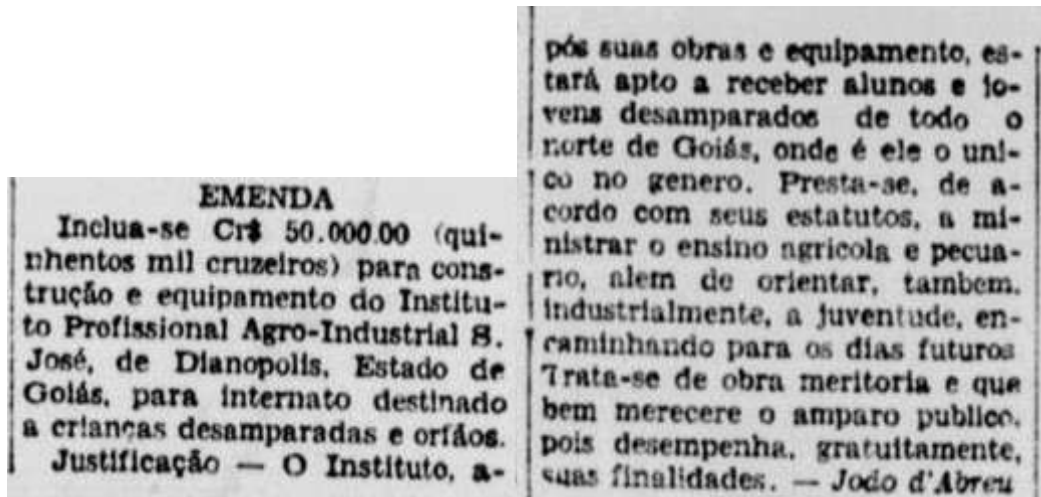 EMENDA
Inclua-se Cr$ 50.000.00 (qui-
nhentos mil cruzeiros) para cons-
trução e equipamento do Institu-
to Profissional Agro-Industrial S.
José, de Dianopolis, Estado de
Goiás, para internato destinado
a crianças desamparadas e orfãos.
Justificação — O Instituto, a-
pós suas obras e equipamento, es-
tará apto a receber alunos e jo-
vens desamparados de todo o
norte de Goiás, onde é ele o uni-
co no genero. Presta-se, de a-
cordo com seus estatutos, a mi-
nistrar o ensino agricola e pecua-
rio, alem de orientar, tambem,
industrialmente, a juventude, en-
caminhando para os dias futuros
Trata-se de obra meritoria e que
bem merecere o amparo publico,
pois desempenha, gratuitamente,
suas finalidades. — João d'Abreu